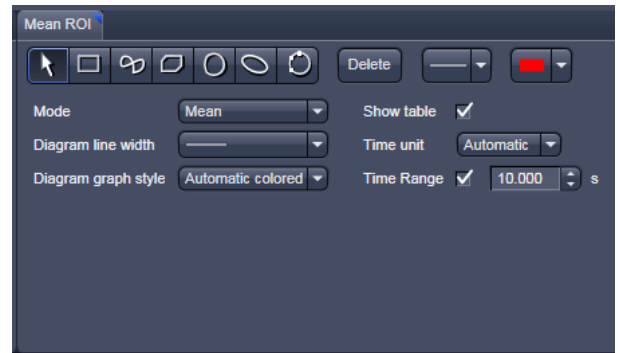 Mean ROI
Delete
Mode Mean Show table
Diagram line width Time unit Automatic
Diagram graph style Automatic colored Time Range 10.000 s